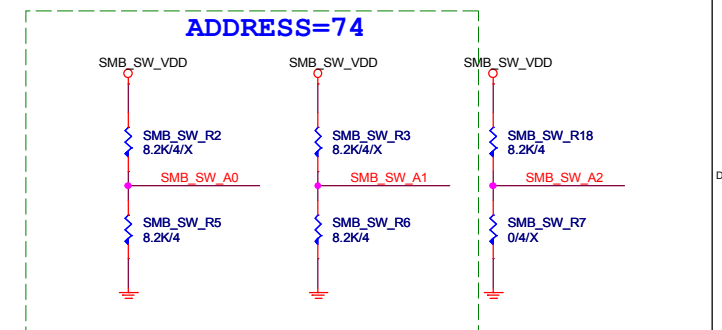 ADDRESS=74
SMB_SW_VDD
SMB_SW_VDD
SMB_SW_VDD
SMB_SW_R2
8.2K/4/X
SMB_SW_R3
8.2K/4/X
SMB_SW_R18
8.2K/4
SMB_SW_A0
SMB_SW_A1
SMB_SW_A2
D
SMB_SW_R5
8.2K/4
SMB_SW_R6
8.2K/4
SMB_SW_R7
0/4/X